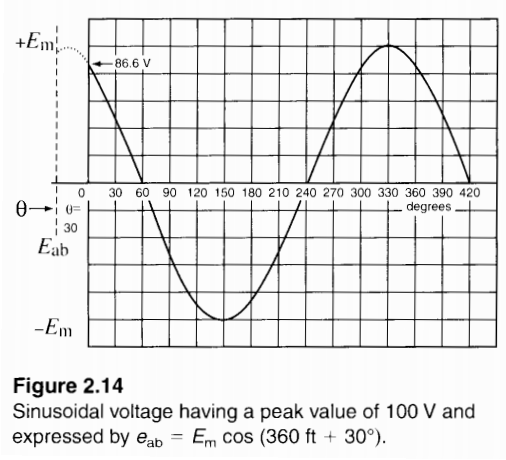 +Em
86.6 V
0 30 60 90 120 150 180 210 240 270 300 330 360 390 420
degrees
θ
θ=
30
Eab
−Em
Figure 2.14
Sinusoidal voltage having a peak value of 100 V and
expressed by eab = Em cos (360 ft + 30°).